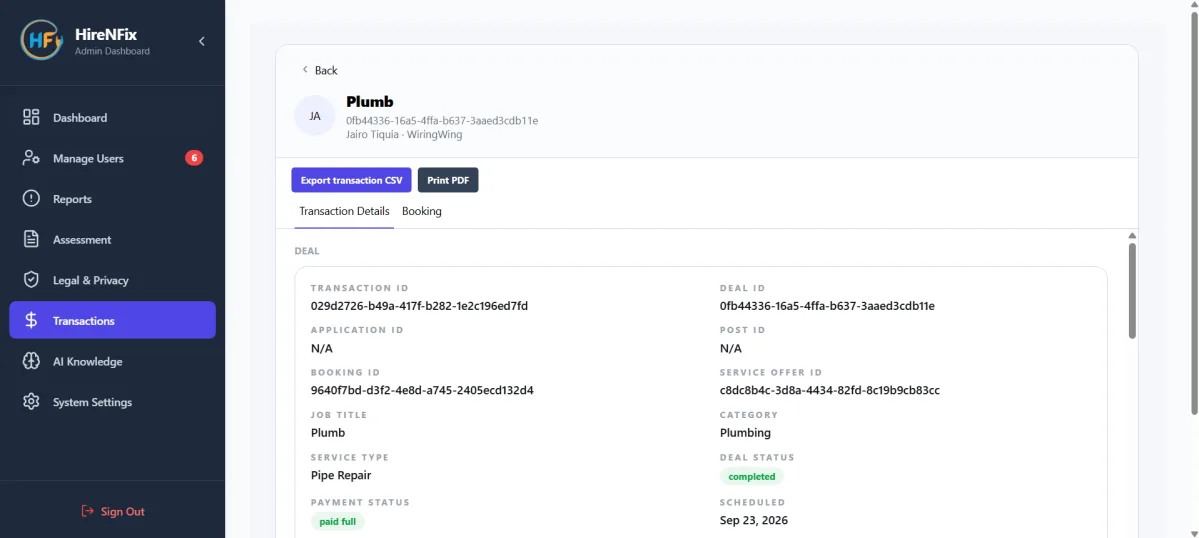 HireNFix
Admin Dashboard
Dashboard
Manage Users 6
Reports
Assessment
Legal & Privacy
Transactions
AI Knowledge
System Settings
Sign Out
Back
JA
Plumb
0fb44336-16a5-4ffa-b637-3aaed3cdb11e
Jairo Tiquia · WiringWing
Export transaction CSV Print PDF
Transaction Details Booking
DEAL
TRANSACTION ID
029d2726-b49a-417f-b282-1e2c196ed7fd
DEAL ID
0fb44336-16a5-4ffa-b637-3aaed3cdb11e
APPLICATION ID
N/A
POST ID
N/A
BOOKING ID
9640f7bd-d3f2-4e8d-a745-2405ecd132d4
SERVICE OFFER ID
c8dc8b4c-3d8a-4434-82fd-8c19b9cb83cc
JOB TITLE
Plumb
CATEGORY
Plumbing
SERVICE TYPE
Pipe Repair
DEAL STATUS
completed
PAYMENT STATUS
paid full
SCHEDULED
Sep 23, 2026